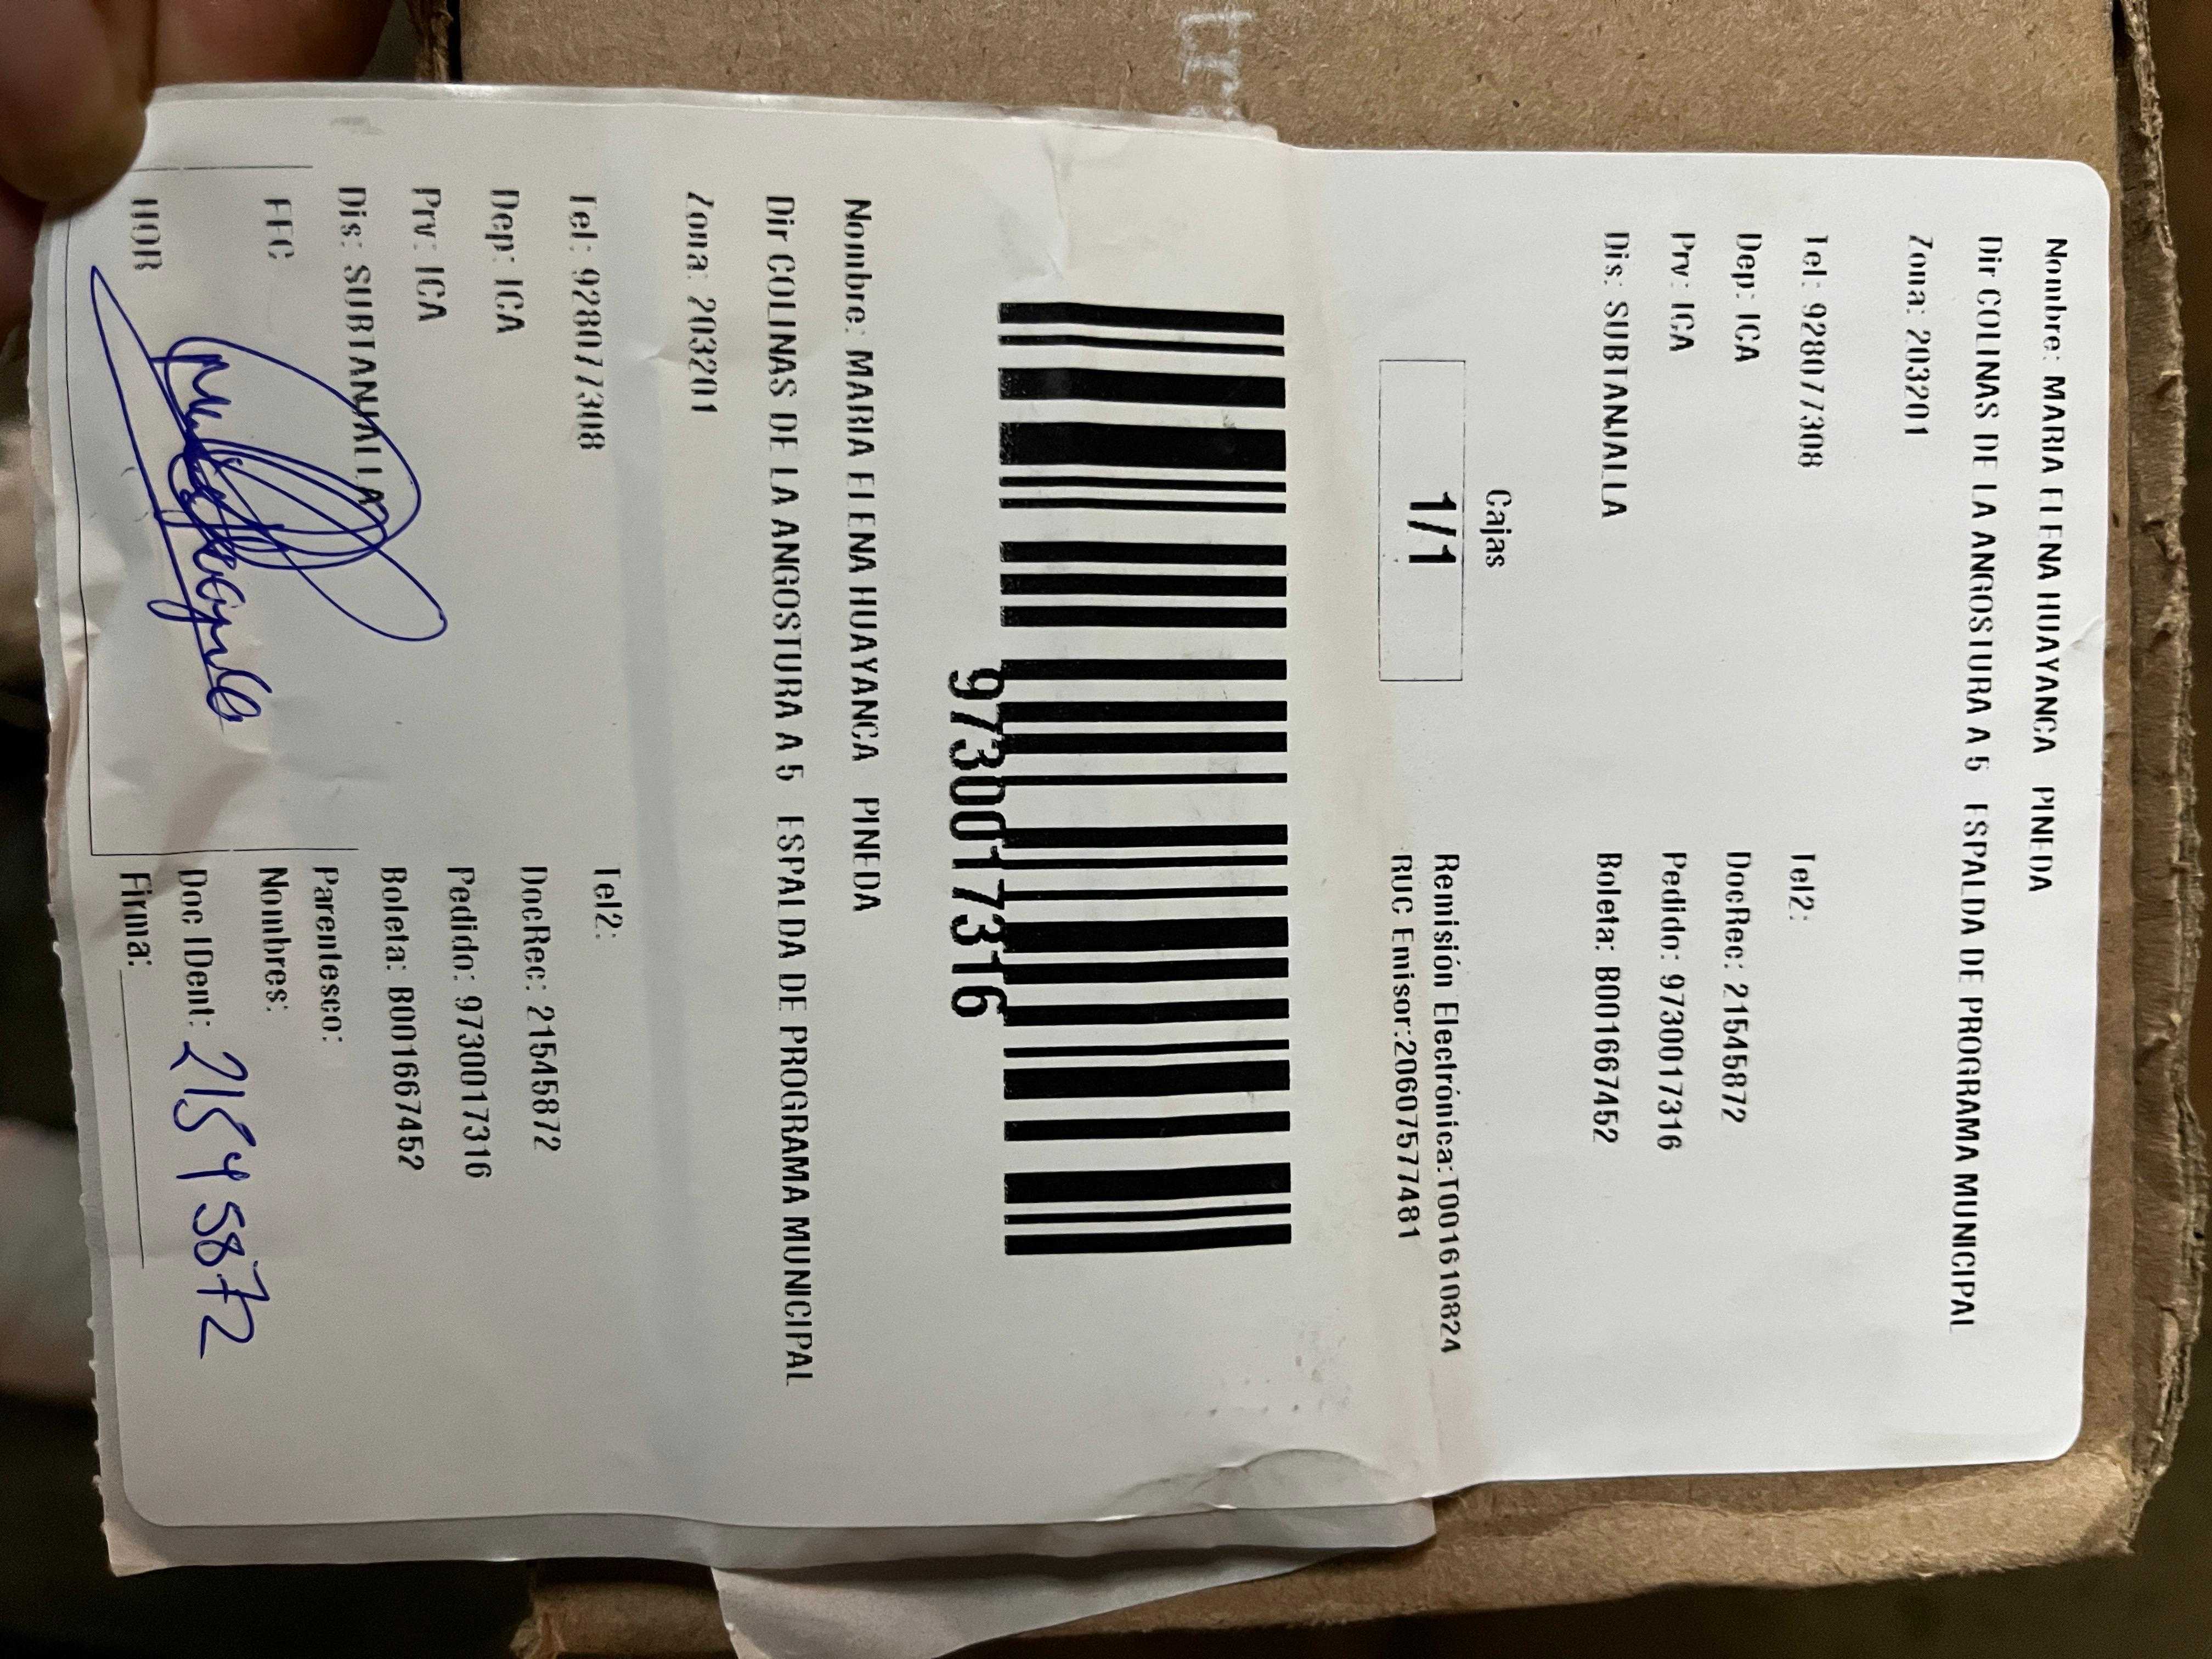 Nombre: MARIA ELENA HUAYANCA PINEDA
Dir COLINAS DE LA ANGOSTURA A 5 ESPALDA DE PROGRAMA MUNICIPAL
Zona: 203201
Tel: 928077308 Tel2:
Dep: ICA DocRec: 21545872
Prv: ICA Pedido: 9730017316
Dis: SUBTANJALLA Boleta: B001667452
Cajas
1/1
Remisión Electrónica:T001610824
RUC Emisor:20607577481
9730017316
Nombre: MARIA ELENA HUAYANCA PINEDA
Dir COLINAS DE LA ANGOSTURA A 5 ESPALDA DE PROGRAMA MUNICIPAL
Zona: 203201
Tel: 928077308 Tel2:
Dep: ICA DocRec: 21545872
Prv: ICA Pedido: 9730017316
Dis: SUBTANJALLA Boleta: B001667452
Parentesco:
FEC Nombres:
Doc IDent: 21545872
HOR Firma: